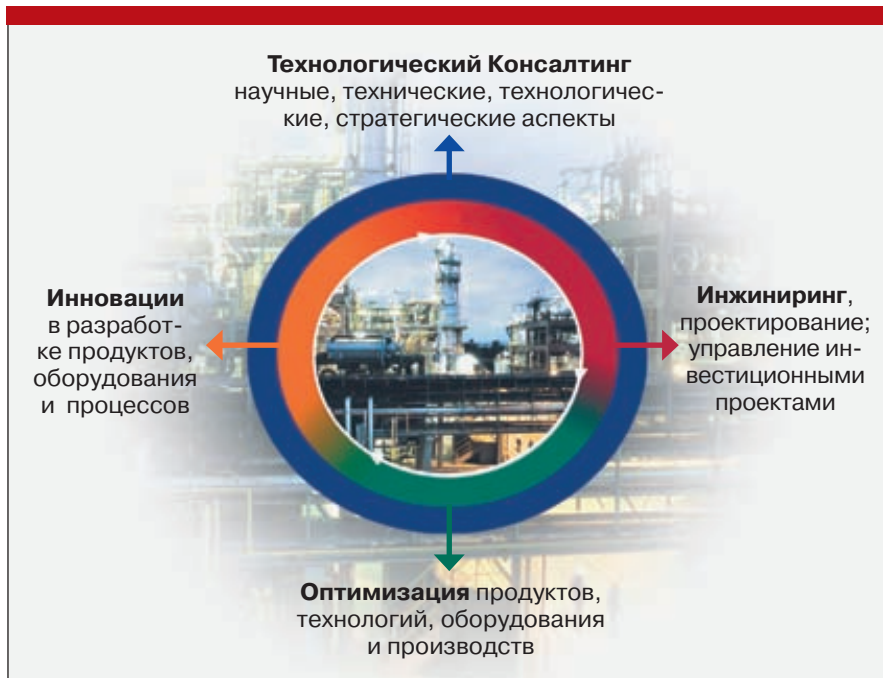 Технологический Консалтинг
научные, технические, технологичес-
кие, стратегические аспекты
Инновации
в разработ-
ке продуктов,
оборудования
и процессов
Инжиниринг,
проектирование;
управление ин-
вестиционными
проектами
Оптимизация продуктов,
технологий, оборудования
и производств